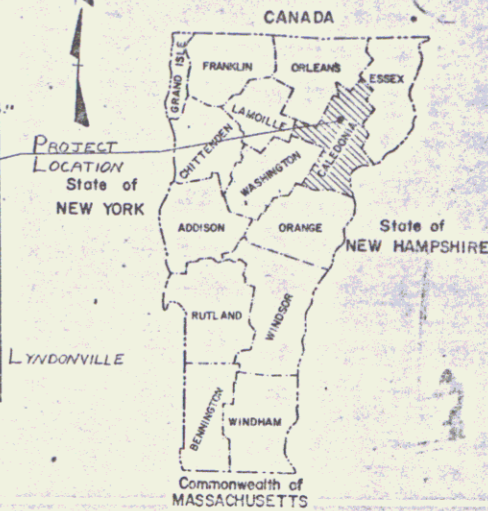 CANADA
GRAND ISLE
FRANKLIN
ORLEANS
ESSEX
LAMOILLE
CHITTENDEN
CALEDONIA
WASHINGTON
PROJECT
LOCATION
State of
NEW YORK
ADDISON
ORANGE
State of
NEW HAMPSHIRE
RUTLAND
WINDSOR
LYNDONVILLE
BENNINGTON
WINDHAM
Commonwealth of
MASSACHUSETTS